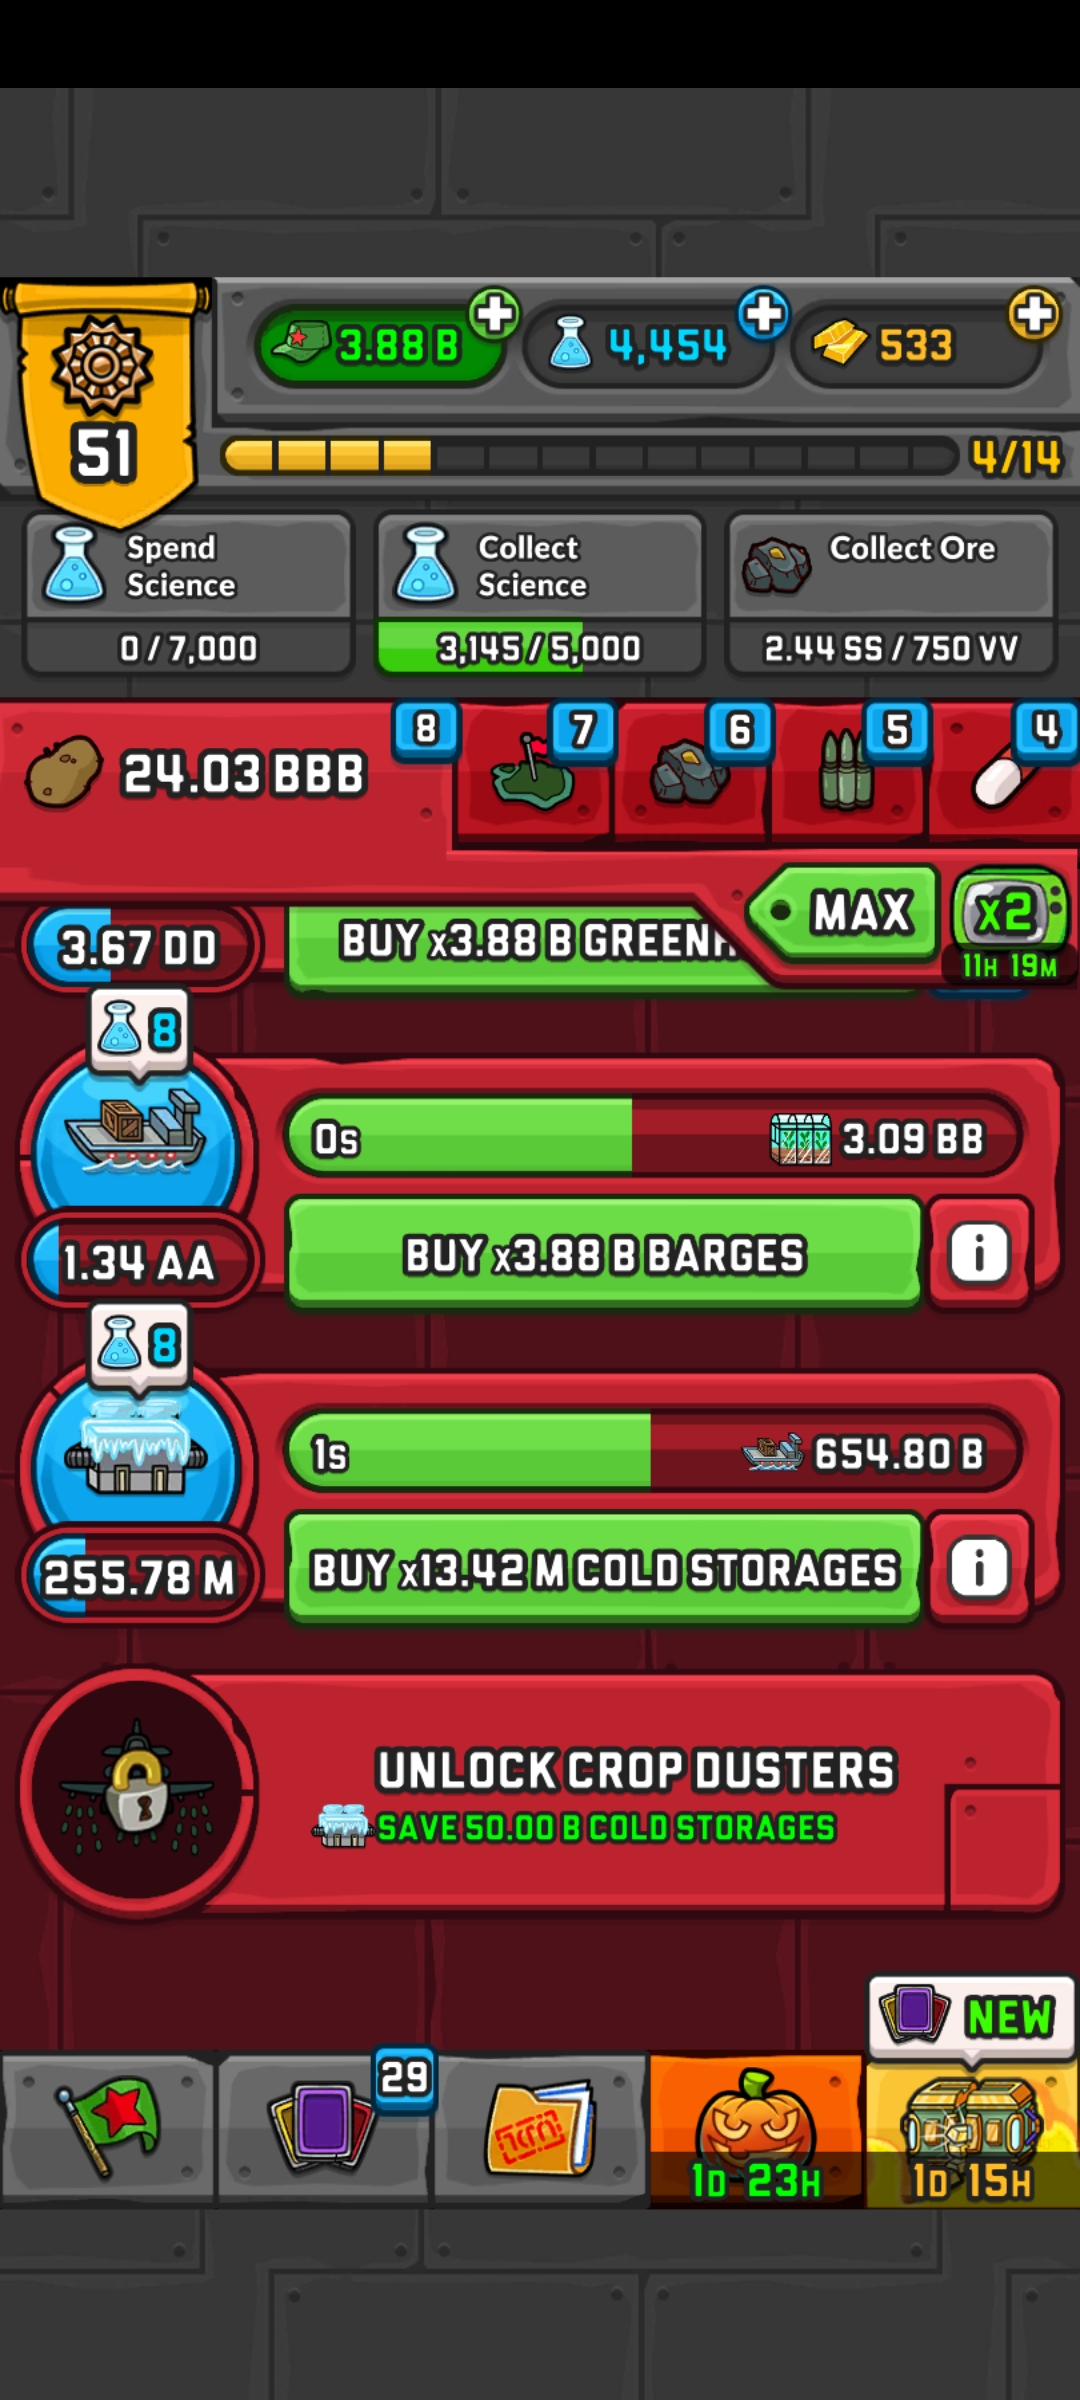 51
3.88 B
4,454
533
4/14
Spend
Science
0 / 7,000
Collect
Science
3,145 / 5,000
Collect Ore
2.44 SS / 750 VV
24.03 BBB
8
7
6
5
4
MAX
x2
11H 19M
3.67 DD
BUY x3.88 B GREENH
8
0s
3.09 BB
1.34 AA
BUY x3.88 B BARGES
i
8
1s
654.80 B
255.78 M
BUY x13.42 M COLD STORAGES
i
UNLOCK CROP DUSTERS
SAVE 50.00 B COLD STORAGES
NEW
29
1D 23H
1D 15H